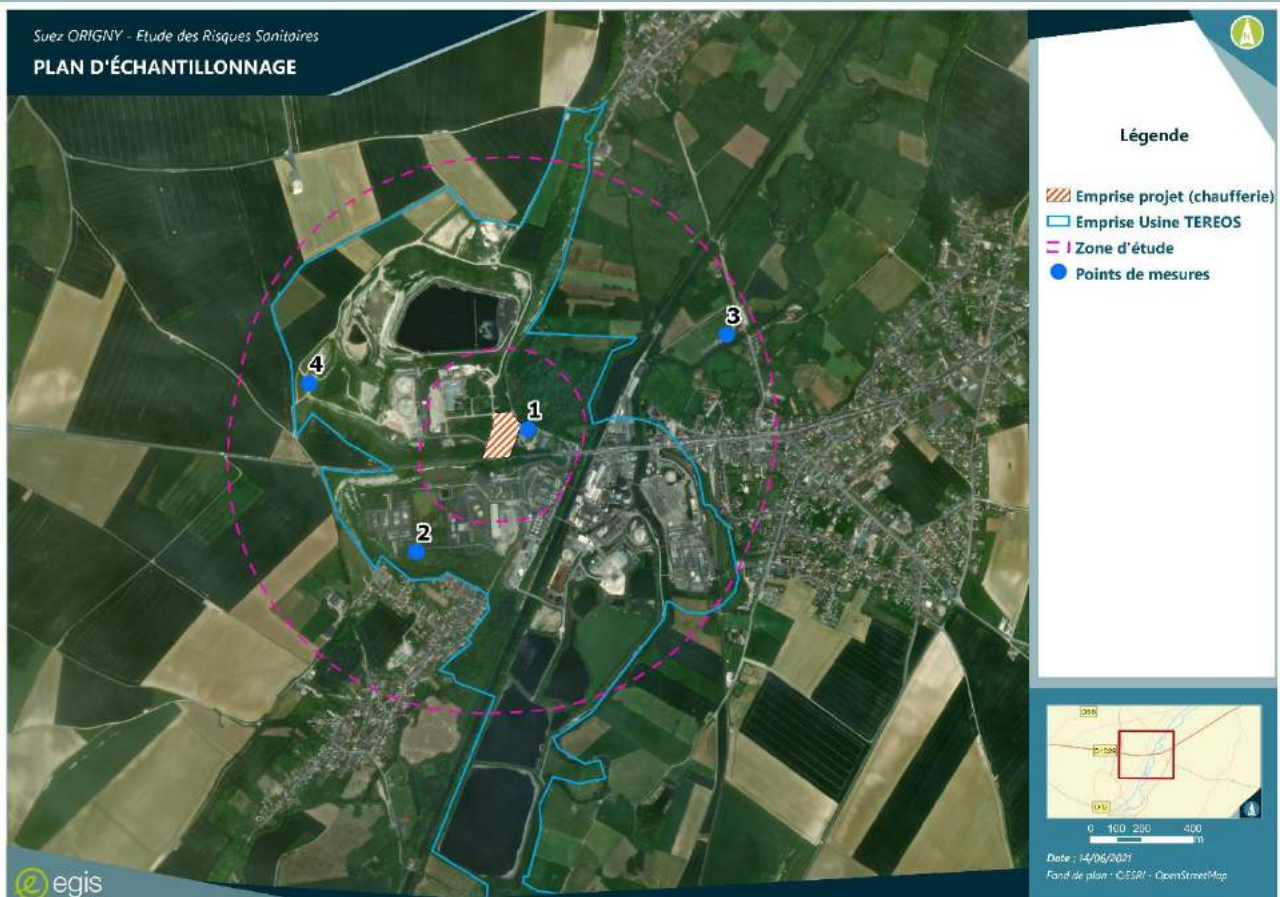 Suez ORIGNY - Etude des Risques Sanitaires
PLAN D'ÉCHANTILLONNAGE
N
Légende
Emprise projet (chaufferie)
Emprise Usine TEREOS
Zone d'étude
Points de mesures
3
4
1
2
D1029
0 100 200 400
m
Date : 14/06/2021
Fond de plan : ©ESRI - OpenStreetMap
egis